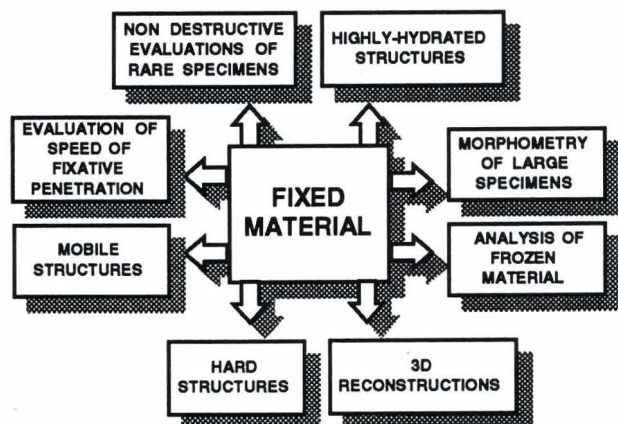 NON DESTRUCTIVE
EVALUATIONS OF
RARE SPECIMENS
HIGHLY-HYDRATED
STRUCTURES
EVALUATION OF
SPEED OF
FIXATIVE
PENETRATION
FIXED
MATERIAL
MORPHOMETRY
OF LARGE
SPECIMENS
MOBILE
STRUCTURES
ANALYSIS OF
FROZEN
MATERIAL
HARD
STRUCTURES
3D
RECONSTRUCTIONS